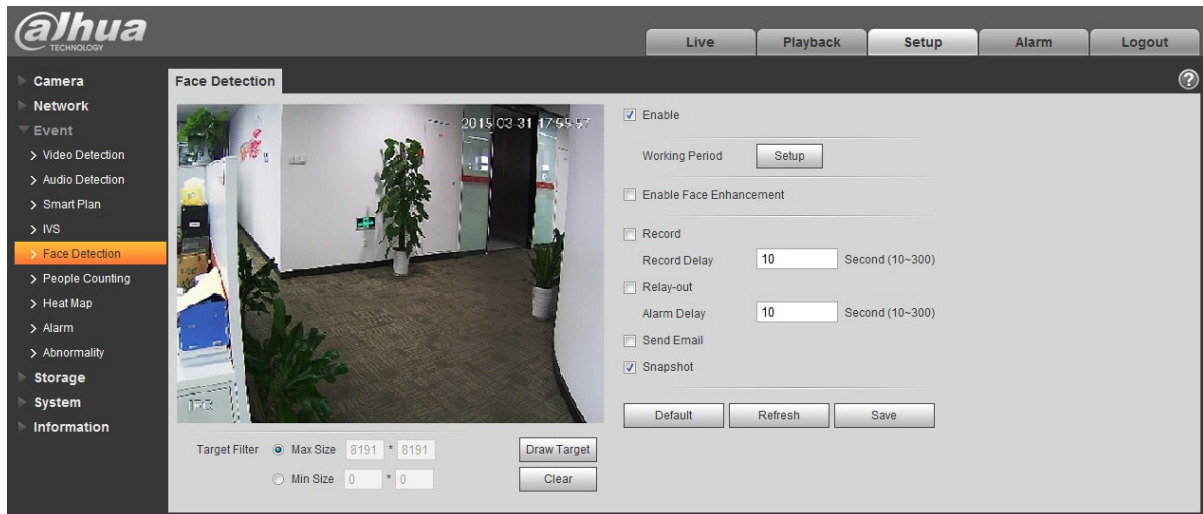 alhua
TECHNOLOGY
Live
Playback
Setup
Alarm
Logout
Camera
Network
Event
Video Detection
Audio Detection
Smart Plan
IVS
Face Detection
People Counting
Heat Map
Alarm
Abnormality
Storage
System
Information
Face Detection
2015-03-31 17:55:57
IPC
Target Filter Max Size 8191 * 8191 Draw Target
Min Size 0 * 0 Clear
Enable
Working Period Setup
Enable Face Enhancement
Record
Record Delay 10 Second (10~300)
Relay-out
Alarm Delay 10 Second (10~300)
Send Email
Snapshot
Default Refresh Save